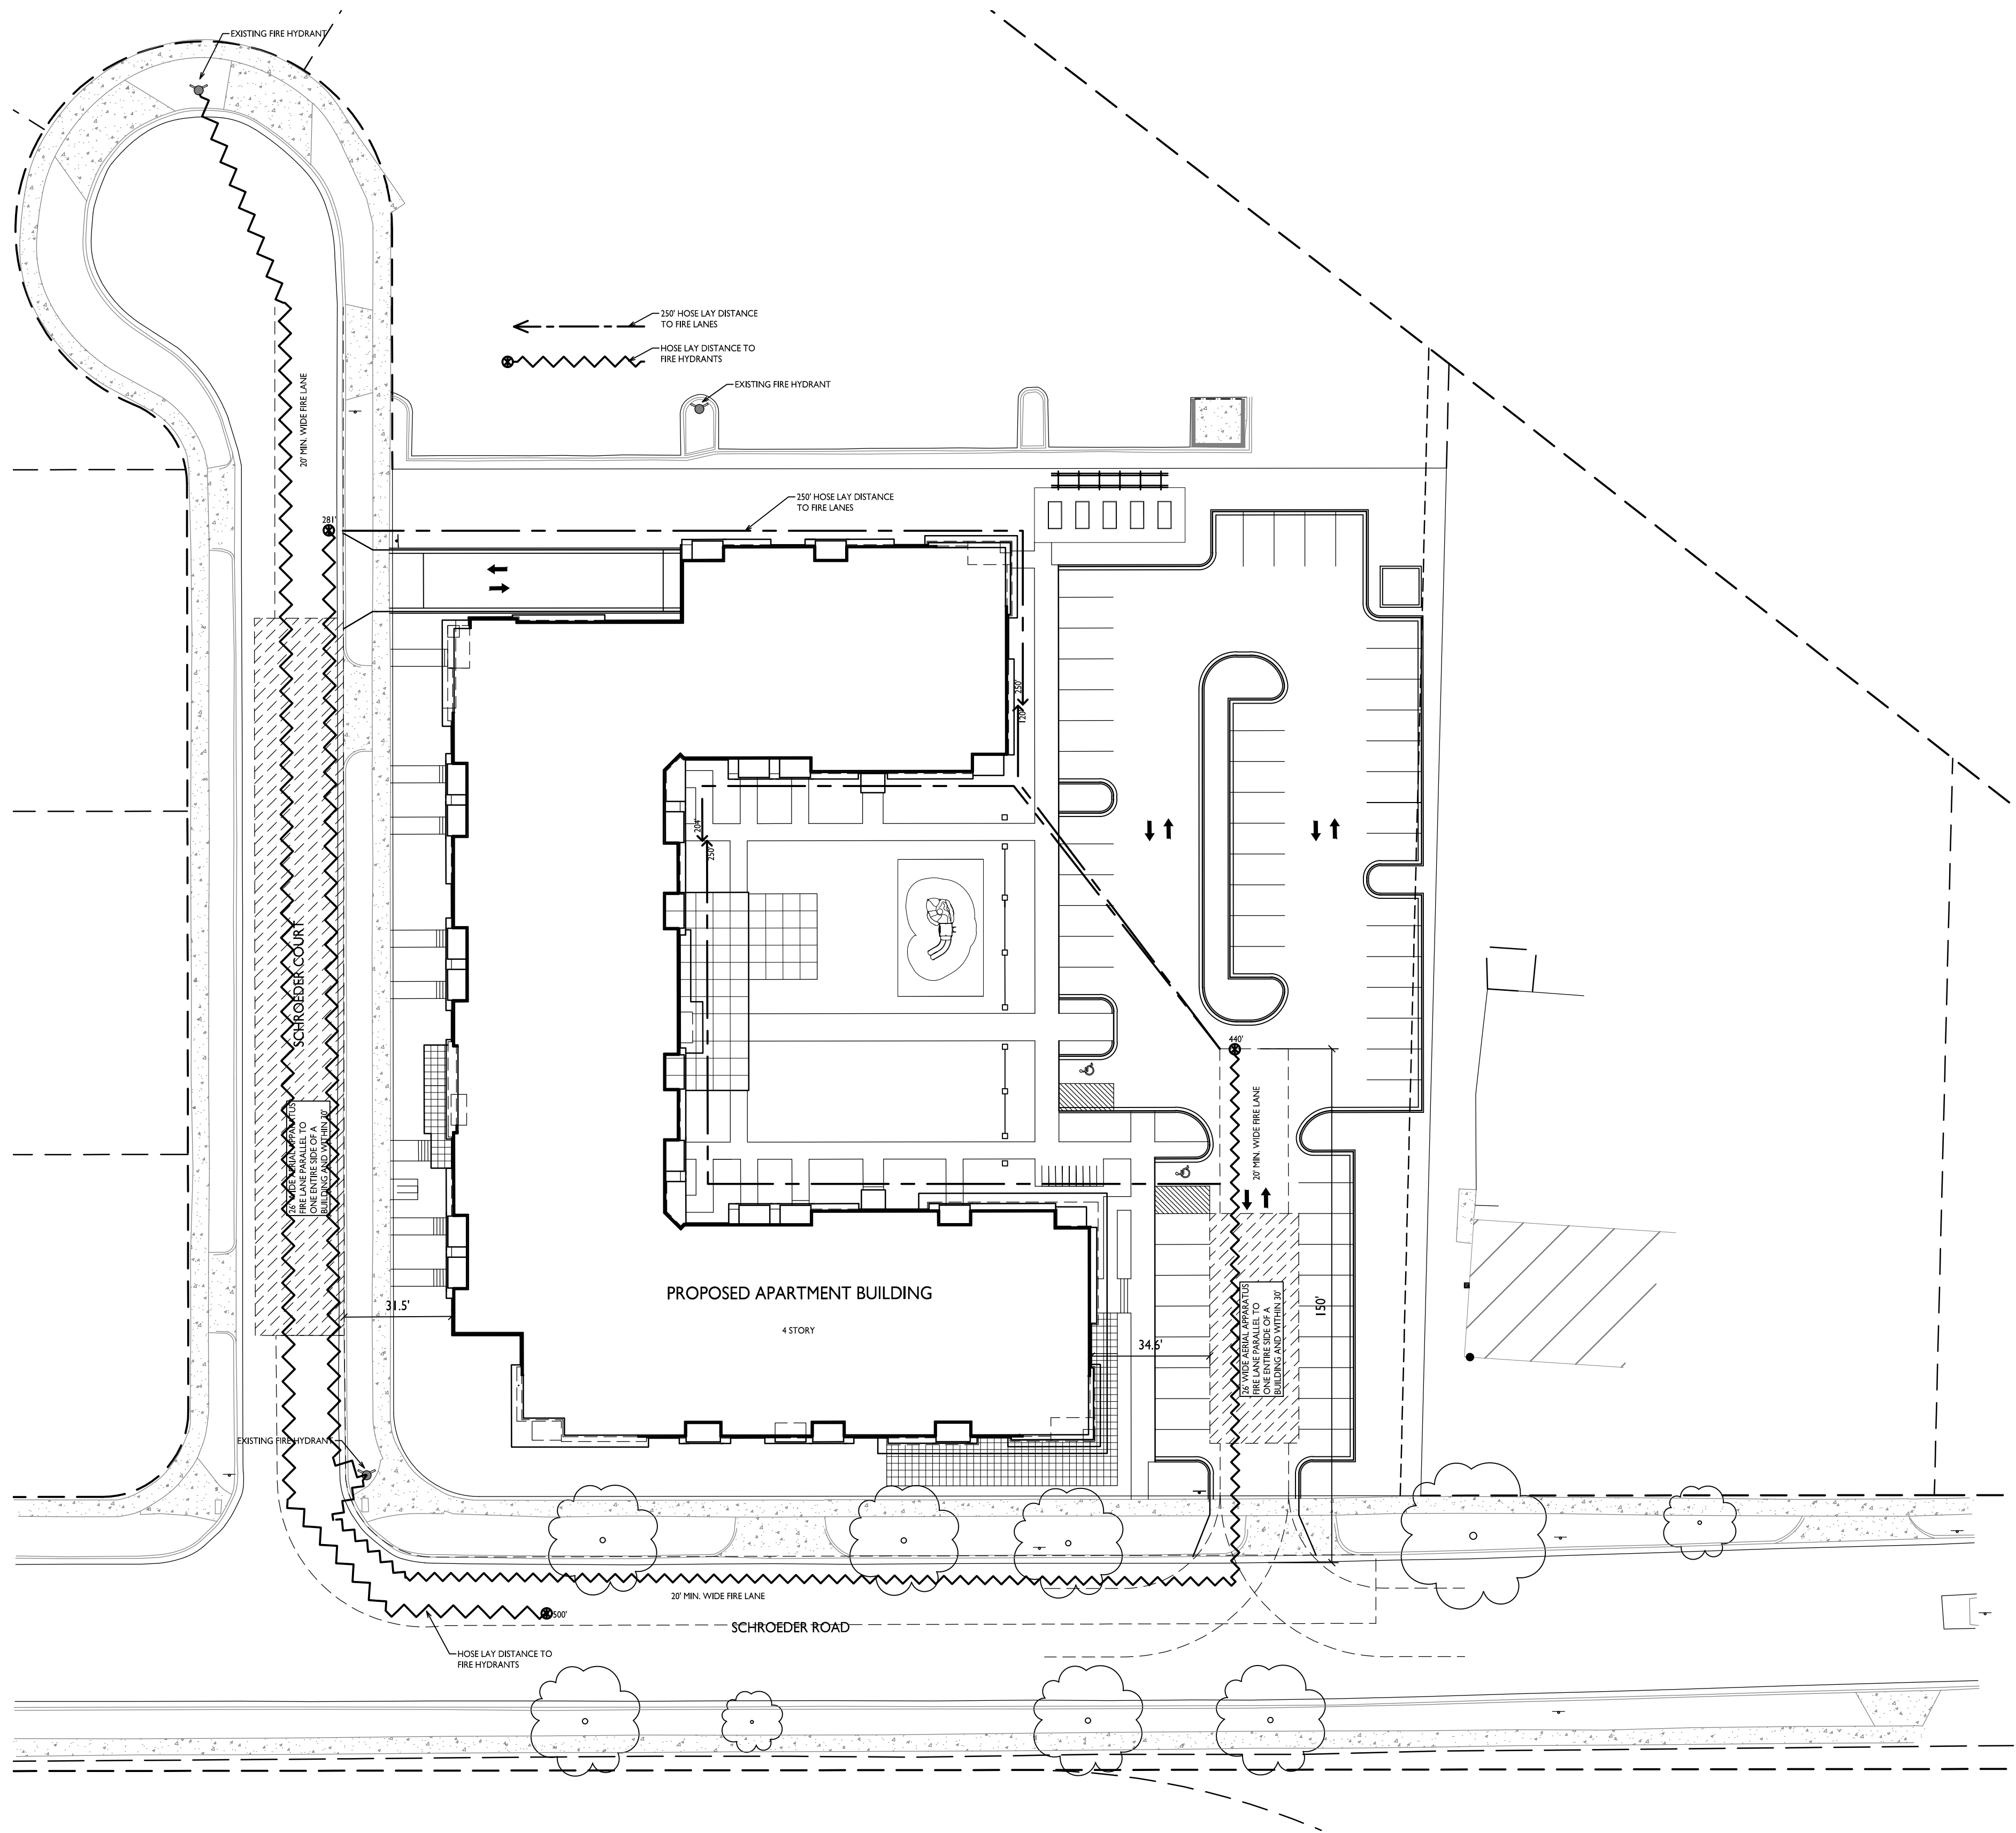 EXISTING FIRE HYDRANT
250' HOSE LAY DISTANCE
TO FIRE LANES
HOSE LAY DISTANCE TO
FIRE HYDRANTS
EXISTING FIRE HYDRANT
20' MIN. WIDE FIRE LANE
250' HOSE LAY DISTANCE
TO FIRE LANES
281'
250'
120'
204'
250'
SCHROEDER COURT
440'
20' MIN. WIDE FIRE LANE
26' WIDE AERIAL APPARATUS
FIRE LANE PARALLEL TO
ONE ENTIRE SIDE OF A
BUILDING AND WITHIN 30'
PROPOSED APARTMENT BUILDING
4 STORY
31.5'
34.6'
26' WIDE AERIAL APPARATUS
FIRE LANE PARALLEL TO
ONE ENTIRE SIDE OF A
BUILDING AND WITHIN 30'
150'
EXISTING FIRE HYDRANT
20' MIN. WIDE FIRE LANE
500'
SCHROEDER ROAD
HOSE LAY DISTANCE TO
FIRE HYDRANTS